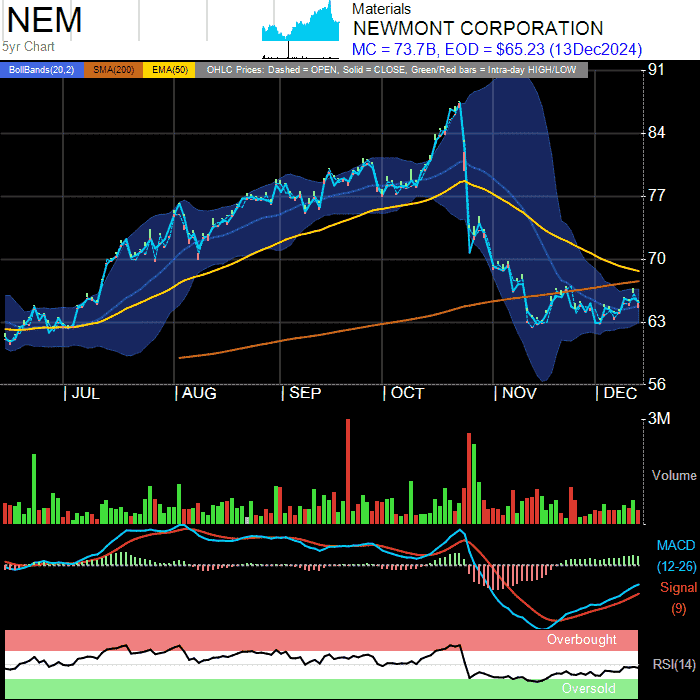 NEM
5yr Chart
Materials
NEWMONT CORPORATION
MC = 73.7B, EOD = $65.23 (13Dec2024)
BollBands(20,2) SMA(200) EMA(50) OHLC Prices: Dashed = OPEN, Solid = CLOSE, Green/Red bars = Intra-day HIGH/LOW
91
84
77
70
63
56
| JUL | AUG | SEP | OCT | NOV | DEC
3M
Volume
MACD
(12-26)
Signal
(9)
Overbought
RSI(14)
Oversold